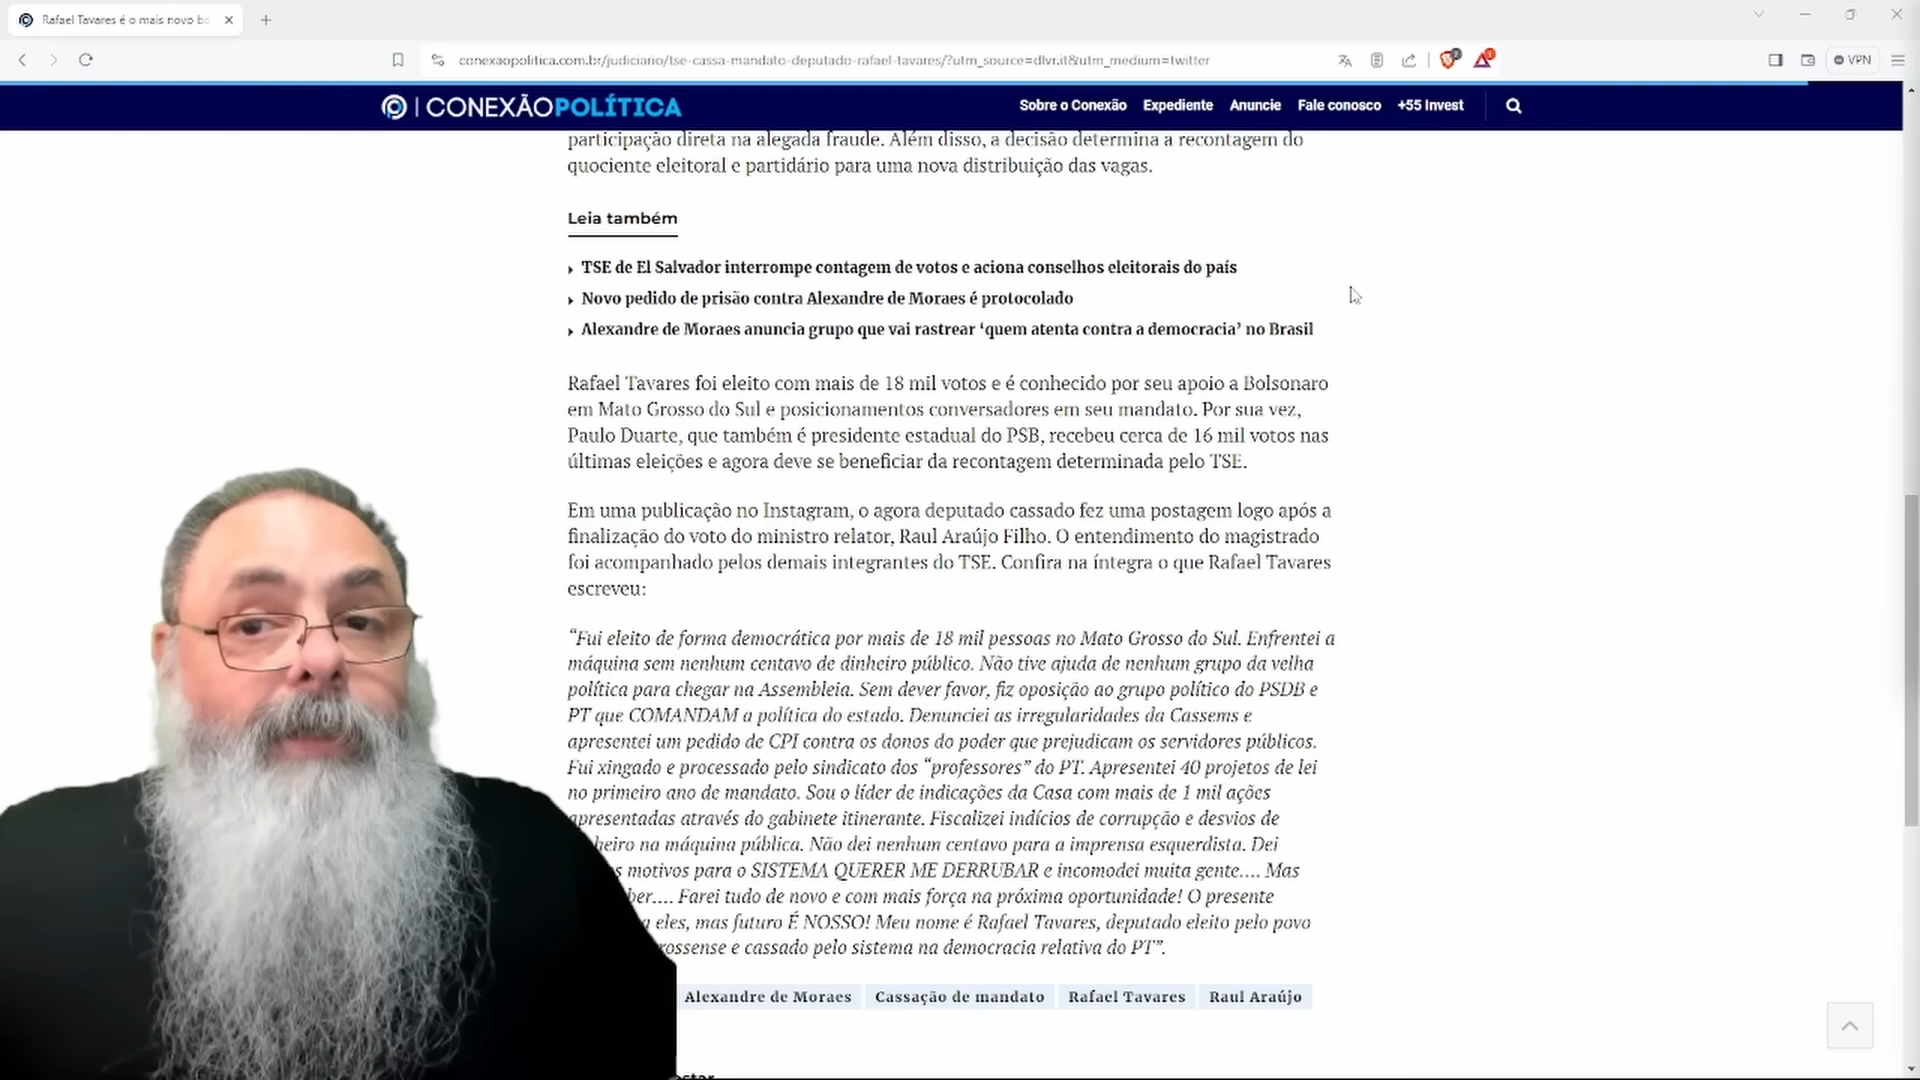 Rafael Tavares é o mais novo bo
conexaopolitica.com.br/judiciario/tse-cassa-mandato-deputado-rafael-tavares/?utm_source=dlvr.it&utm_medium=twitter
VPN
CONEXÃOPOLÍTICA
Sobre o Conexão Expediente Anuncie Fale conosco +55 Invest
participação direta na alegada fraude. Além disso, a decisão determina a recontagem do
quociente eleitoral e partidário para uma nova distribuição das vagas.
Leia também
TSE de El Salvador interrompe contagem de votos e aciona conselhos eleitorais do país
Novo pedido de prisão contra Alexandre de Moraes é protocolado
Alexandre de Moraes anuncia grupo que vai rastrear ‘quem atenta contra a democracia’ no Brasil
Rafael Tavares foi eleito com mais de 18 mil votos e é conhecido por seu apoio a Bolsonaro
em Mato Grosso do Sul e posicionamentos conversadores em seu mandato. Por sua vez,
Paulo Duarte, que também é presidente estadual do PSB, recebeu cerca de 16 mil votos nas
últimas eleições e agora deve se beneficiar da recontagem determinada pelo TSE.
Em uma publicação no Instagram, o agora deputado cassado fez uma postagem logo após a
finalização do voto do ministro relator, Raul Araújo Filho. O entendimento do magistrado
foi acompanhado pelos demais integrantes do TSE. Confira na íntegra o que Rafael Tavares
escreveu:
“Fui eleito de forma democrática por mais de 18 mil pessoas no Mato Grosso do Sul. Enfrentei a
máquina sem nenhum centavo de dinheiro público. Não tive ajuda de nenhum grupo da velha
política para chegar na Assembleia. Sem dever favor, fiz oposição ao grupo político do PSDB e
PT que COMANDAM a política do estado. Denunciei as irregularidades da Cassems e
apresentei um pedido de CPI contra os donos do poder que prejudicam os servidores públicos.
Fui xingado e processado pelo sindicato dos “professores” do PT. Apresentei 40 projetos de lei
no primeiro ano de mandato. Sou o líder de indicações da Casa com mais de 1 mil ações
apresentadas através do gabinete itinerante. Fiscalizei indícios de corrupção e desvios de
heiro na máquina pública. Não dei nenhum centavo para a imprensa esquerdista. Dei
s motivos para o SISTEMA QUERER ME DERRUBAR e incomodei muita gente…. Mas
ber…. Farei tudo de novo e com mais força na próxima oportunidade! O presente
a eles, mas futuro É NOSSO! Meu nome é Rafael Tavares, deputado eleito pelo povo
rossense e cassado pelo sistema na democracia relativa do PT”.
Alexandre de Moraes Cassação de mandato Rafael Tavares Raul Araújo